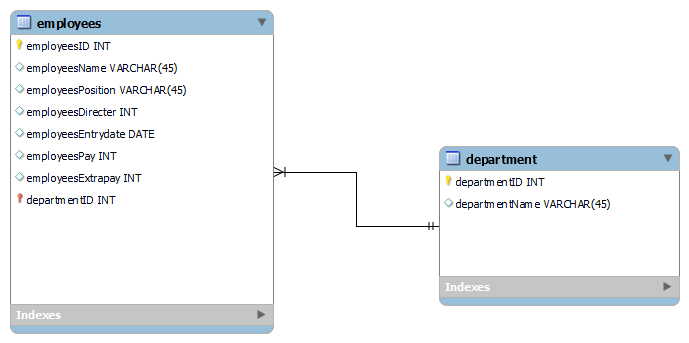 employees
employeesID INT
employeesName VARCHAR(45)
employeesPosition VARCHAR(45)
employeesDirecter INT
employeesEntrydate DATE
employeesPay INT
employeesExtrapay INT
departmentID INT
Indexes
department
departmentID INT
departmentName VARCHAR(45)
Indexes